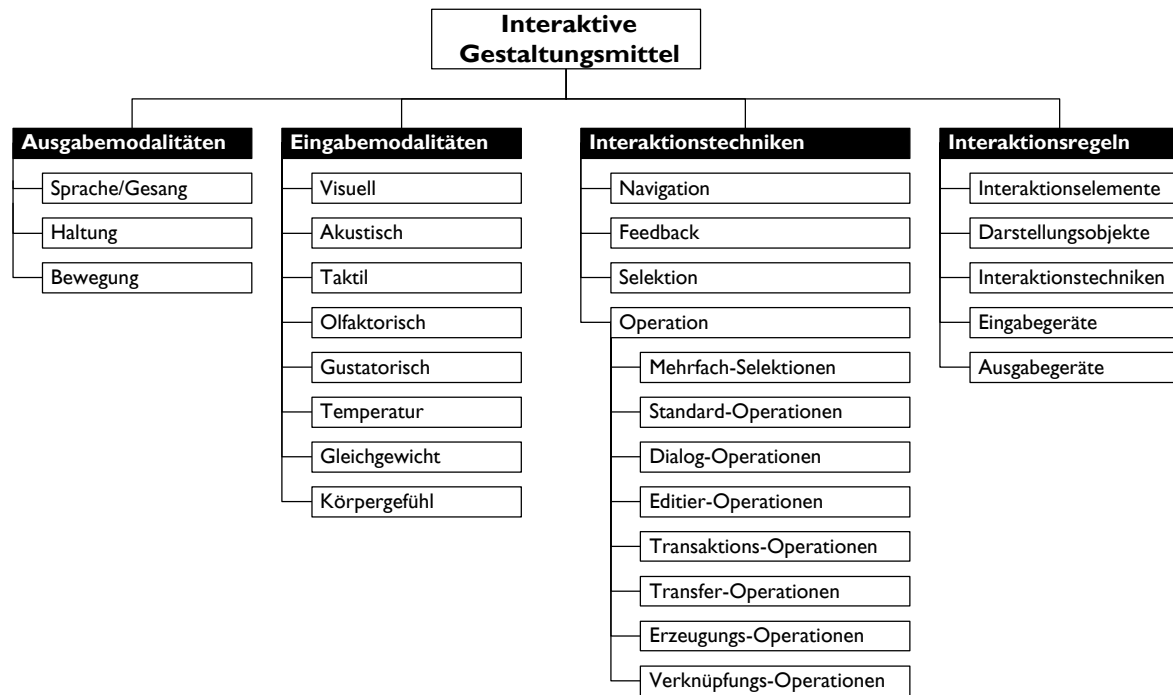 Interaktive
Gestaltungsmittel
Ausgabemodalitäten
Sprache/Gesang
Haltung
Bewegung
Eingabemodalitäten
Visuell
Akustisch
Taktil
Olfaktorisch
Gustatorisch
Temperatur
Gleichgewicht
Körpergefühl
Interaktionstechniken
Navigation
Feedback
Selektion
Operation
Mehrfach-Selektionen
Standard-Operationen
Dialog-Operationen
Editier-Operationen
Transaktions-Operationen
Transfer-Operationen
Erzeugungs-Operationen
Verknüpfungs-Operationen
Interaktionsregeln
Interaktionselemente
Darstellungsobjekte
Interaktionstechniken
Eingabegeräte
Ausgabegeräte